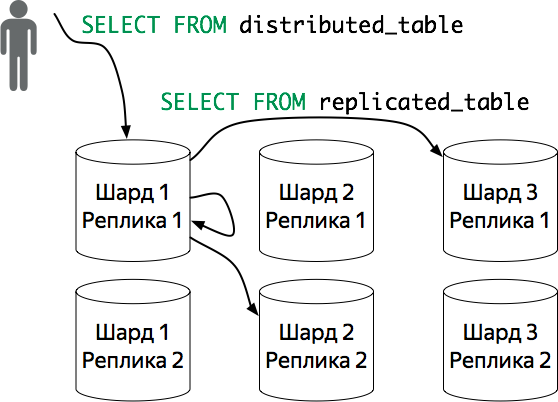 SELECT FROM distributed_table
SELECT FROM replicated_table
Шард 1
Реплика 1
Шард 2
Реплика 1
Шард 3
Реплика 1
Шард 1
Реплика 2
Шард 2
Реплика 2
Шард 3
Реплика 2